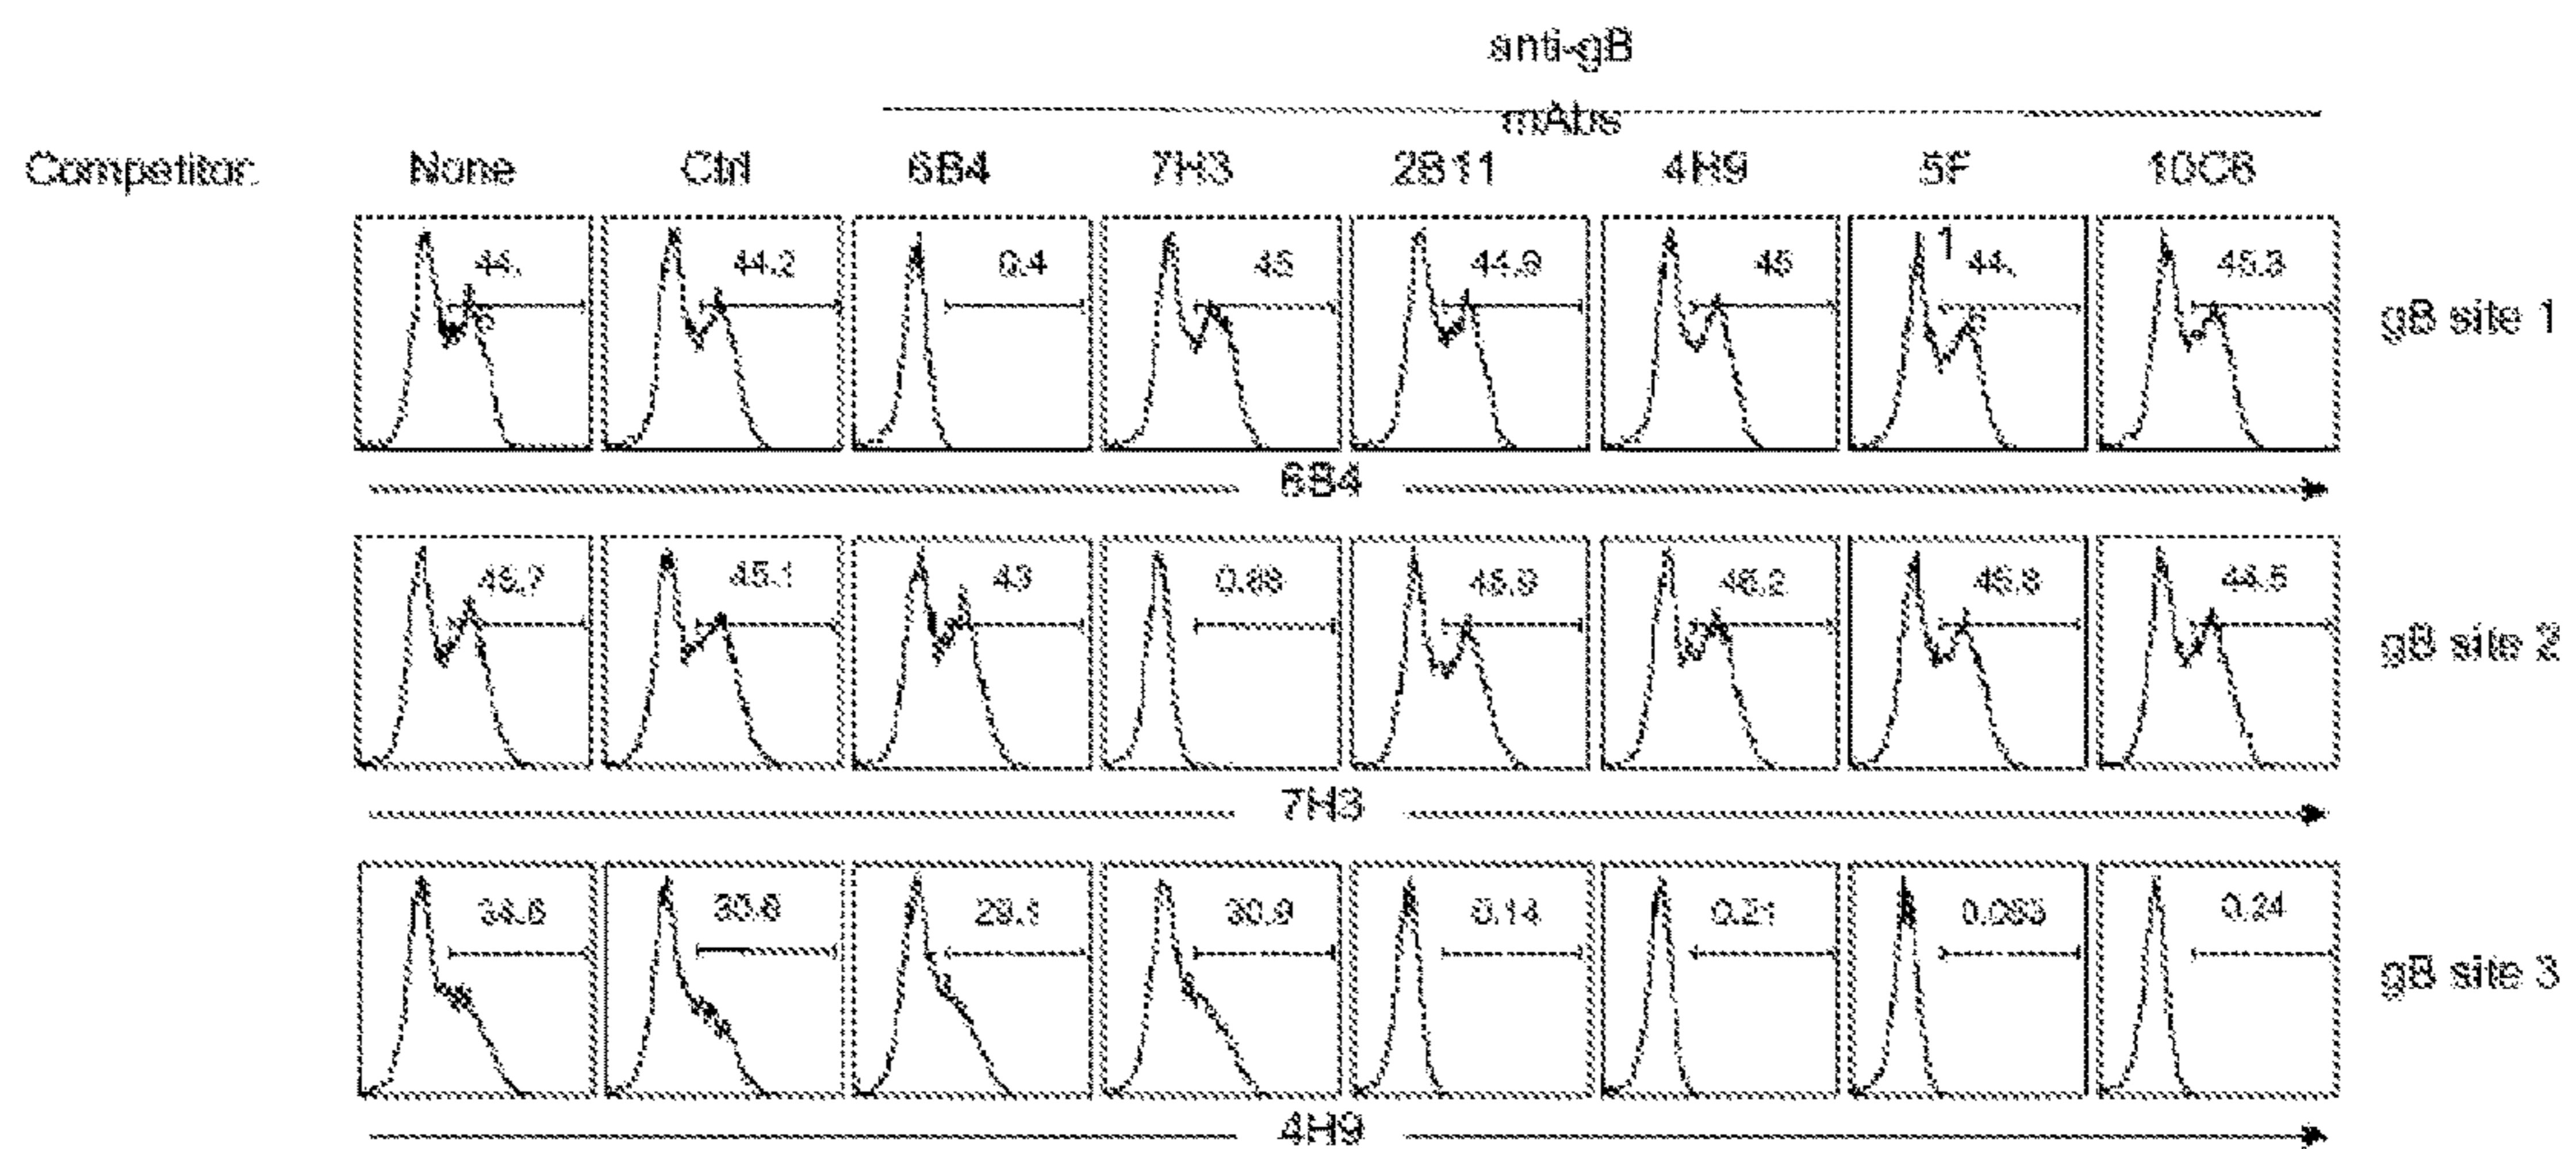 anti-gB
mAbs
Competitor: None Ctrl 6B4 7H3 2B11 4H9 5F 10C6
1
44. 44.2 0.4 45 44.9 45 44. 45.3
gB site 1
6B4
45.7 45.1 43 0.88 45.9 45.2 45.8 44.5
gB site 2
7H3
34.6 30.6 29.1 30.9 0.14 0.21 0.24
gB site 3
4H9